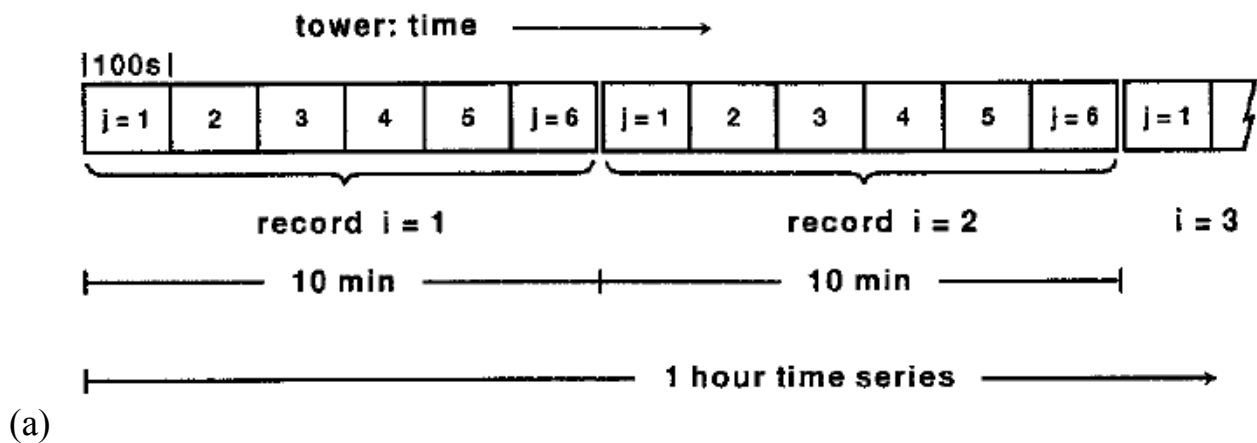 tower: time
|100s|
j = 1 2 3 4 5 j = 6 j = 1 2 3 4 5 j = 6 j = 1
record i = 1 record i = 2 i = 3
10 min 10 min
1 hour time series
(a)